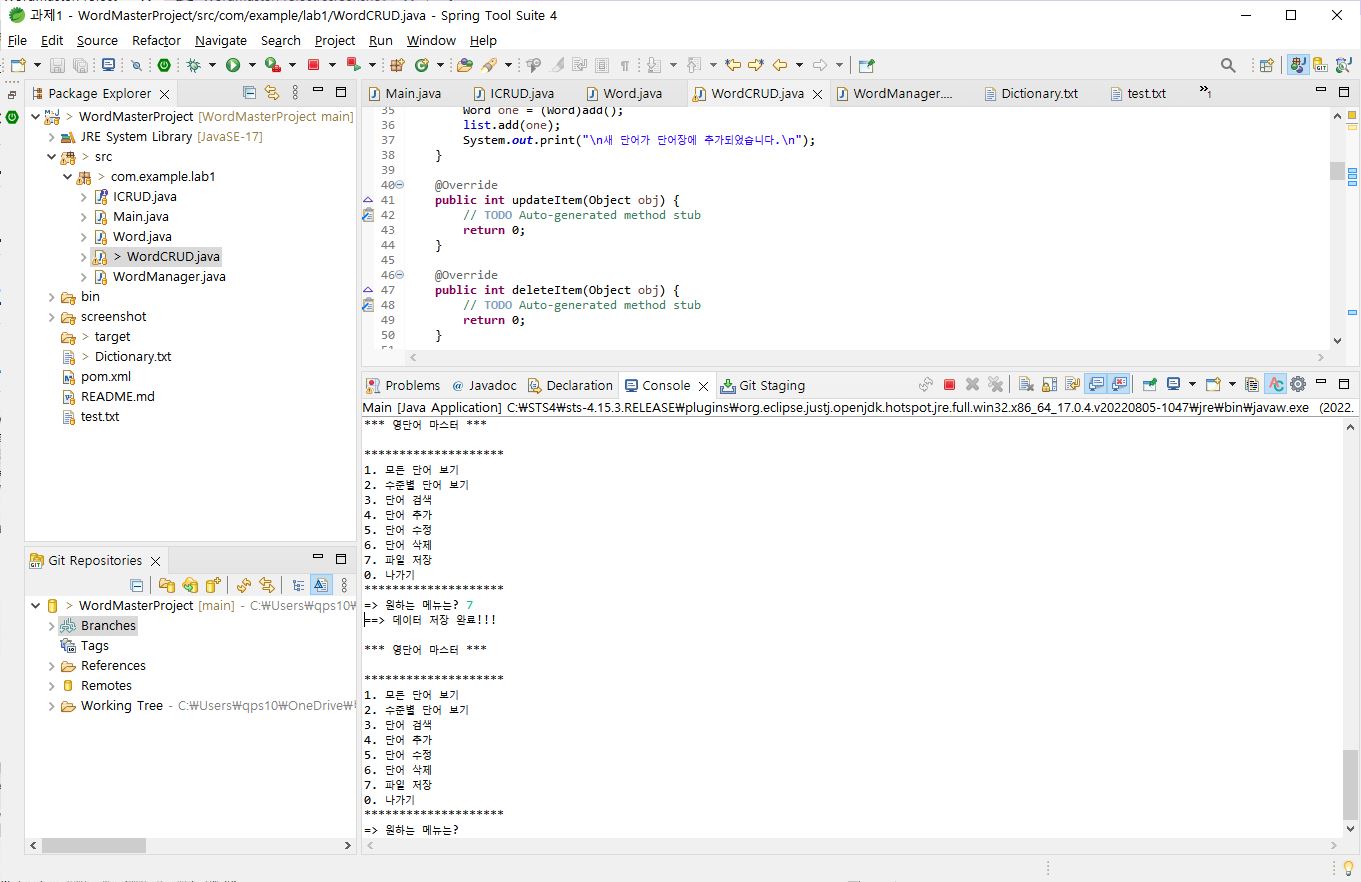 과제1 - WordMasterProject/src/com/example/lab1/WordCRUD.java - Spring Tool Suite 4
File Edit Source Refactor Navigate Search Project Run Window Help
Package Explorer
> WordMasterProject [WordMasterProject main]
JRE System Library [JavaSE-17]
> src
> com.example.lab1
ICRUD.java
Main.java
Word.java
> WordCRUD.java
WordManager.java
bin
screenshot
> target
> Dictionary.txt
pom.xml
README.md
test.txt
Git Repositories
> WordMasterProject [main] - C:₩Users₩qps10₩
Branches
Tags
References
Remotes
Working Tree - C:₩Users₩qps10₩OneDrive₩
Main.java ICRUD.java Word.java WordCRUD.java WordManager.... Dictionary.txt test.txt »1
35 Word one = (Word)add();
36 list.add(one);
37 System.out.print("\n새 단어가 단어장에 추가되었습니다.\n");
38 }
39
40 @Override
41 public int updateItem(Object obj) {
42 // TODO Auto-generated method stub
43 return 0;
44 }
45
46 @Override
47 public int deleteItem(Object obj) {
48 // TODO Auto-generated method stub
49 return 0;
50 }
51
Problems @ Javadoc Declaration Console Git Staging
Main [Java Application] C:₩STS4₩sts-4.15.3.RELEASE₩plugins₩org.eclipse.justj.openjdk.hotspot.jre.full.win32.x86_64_17.0.4.v20220805-1047₩jre₩bin₩javaw.exe (2022.
*** 영단어 마스터 ***
********************
1. 모든 단어 보기
2. 수준별 단어 보기
3. 단어 검색
4. 단어 추가
5. 단어 수정
6. 단어 삭제
7. 파일 저장
0. 나가기
********************
=> 원하는 메뉴는? 7
==> 데이터 저장 완료!!!
*** 영단어 마스터 ***
********************
1. 모든 단어 보기
2. 수준별 단어 보기
3. 단어 검색
4. 단어 추가
5. 단어 수정
6. 단어 삭제
7. 파일 저장
0. 나가기
********************
=> 원하는 메뉴는?